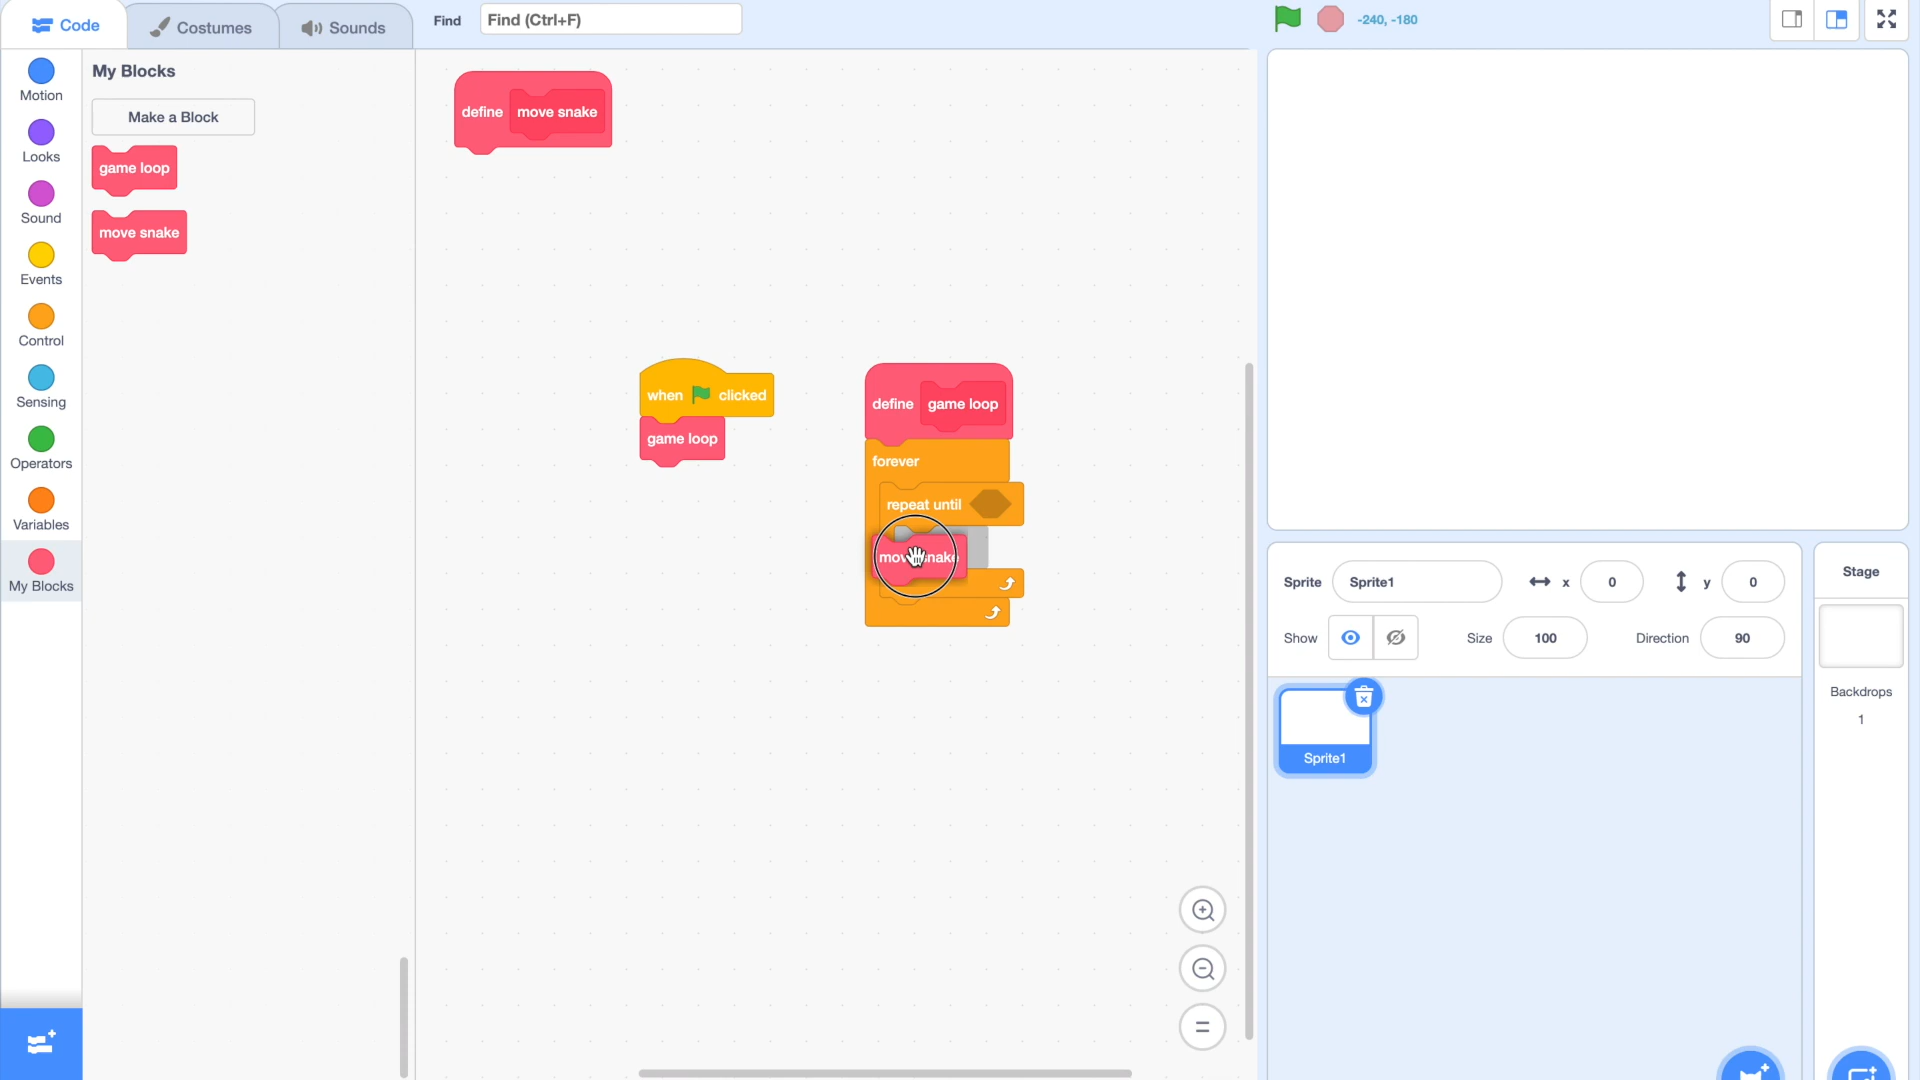 Code
Costumes
Sounds
Find
Find (Ctrl+F)
-240, -180
Motion
Looks
Sound
Events
Control
Sensing
Operators
Variables
My Blocks
My Blocks
Make a Block
game loop
move snake
define move snake
when clicked
game loop
define game loop
forever
repeat until
move snake
Sprite
Sprite1
x
0
y
0
Show
Size
100
Direction
90
Sprite1
Stage
Backdrops
1